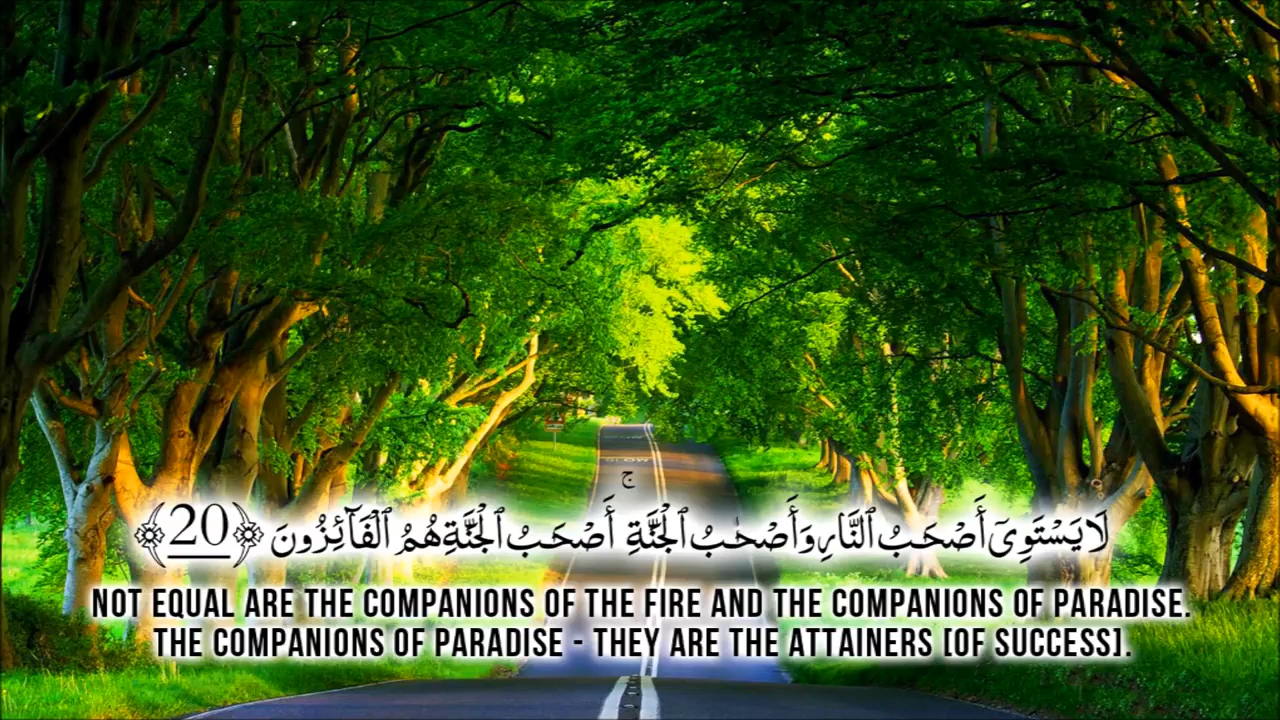 لَا يَسْتَوِىٓ أَصْحَـٰبُ ٱلنَّارِ وَأَصْحَـٰبُ ٱلْجَنَّةِ ۚ أَصْحَـٰبُ ٱلْجَنَّةِ هُمُ ٱلْفَآئِزُونَ ﴿20﴾
NOT EQUAL ARE THE COMPANIONS OF THE FIRE AND THE COMPANIONS OF PARADISE.
THE COMPANIONS OF PARADISE - THEY ARE THE ATTAINERS [OF SUCCESS].